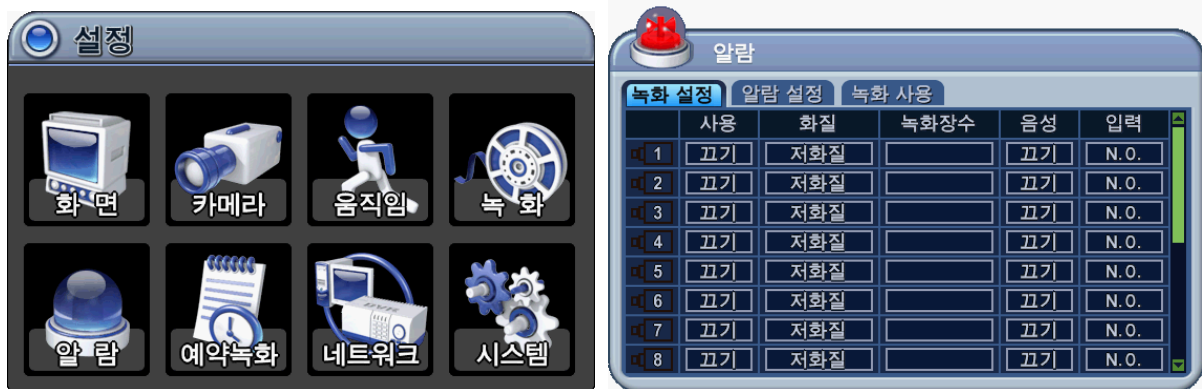 설정
화면 카메라 움직임 녹화
알람 예약녹화 네트워크 시스템
알람
녹화 설정 알람 설정 녹화 사용
사용 화질 녹화장수 음성 입력
1 끄기 저화질 끄기 N.O.
2 끄기 저화질 끄기 N.O.
3 끄기 저화질 끄기 N.O.
4 끄기 저화질 끄기 N.O.
5 끄기 저화질 끄기 N.O.
6 끄기 저화질 끄기 N.O.
7 끄기 저화질 끄기 N.O.
8 끄기 저화질 끄기 N.O.